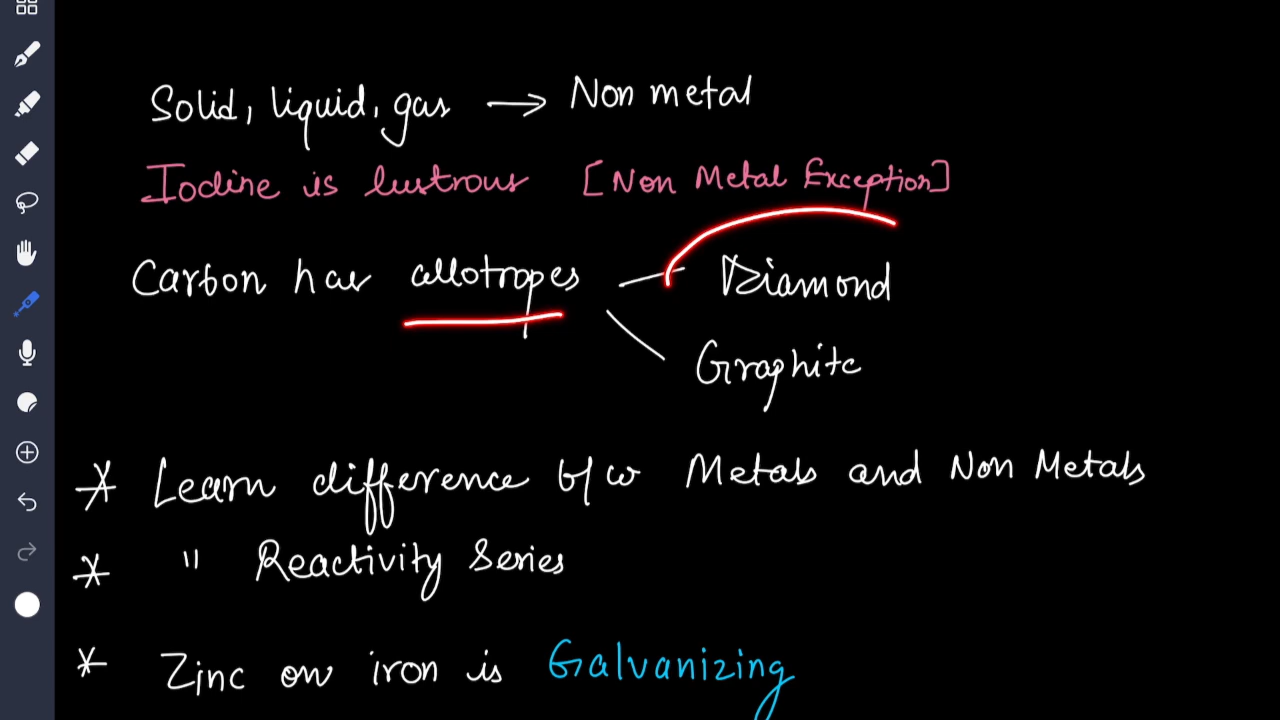 Solid, liquid, gas → Non metal
Iodine is lustrous [Non Metal Exception]
Carbon has allotropes — Diamond
Graphite
* Learn difference b/w Metals and Non Metals
* " Reactivity Series
* Zinc on iron is Galvanizing